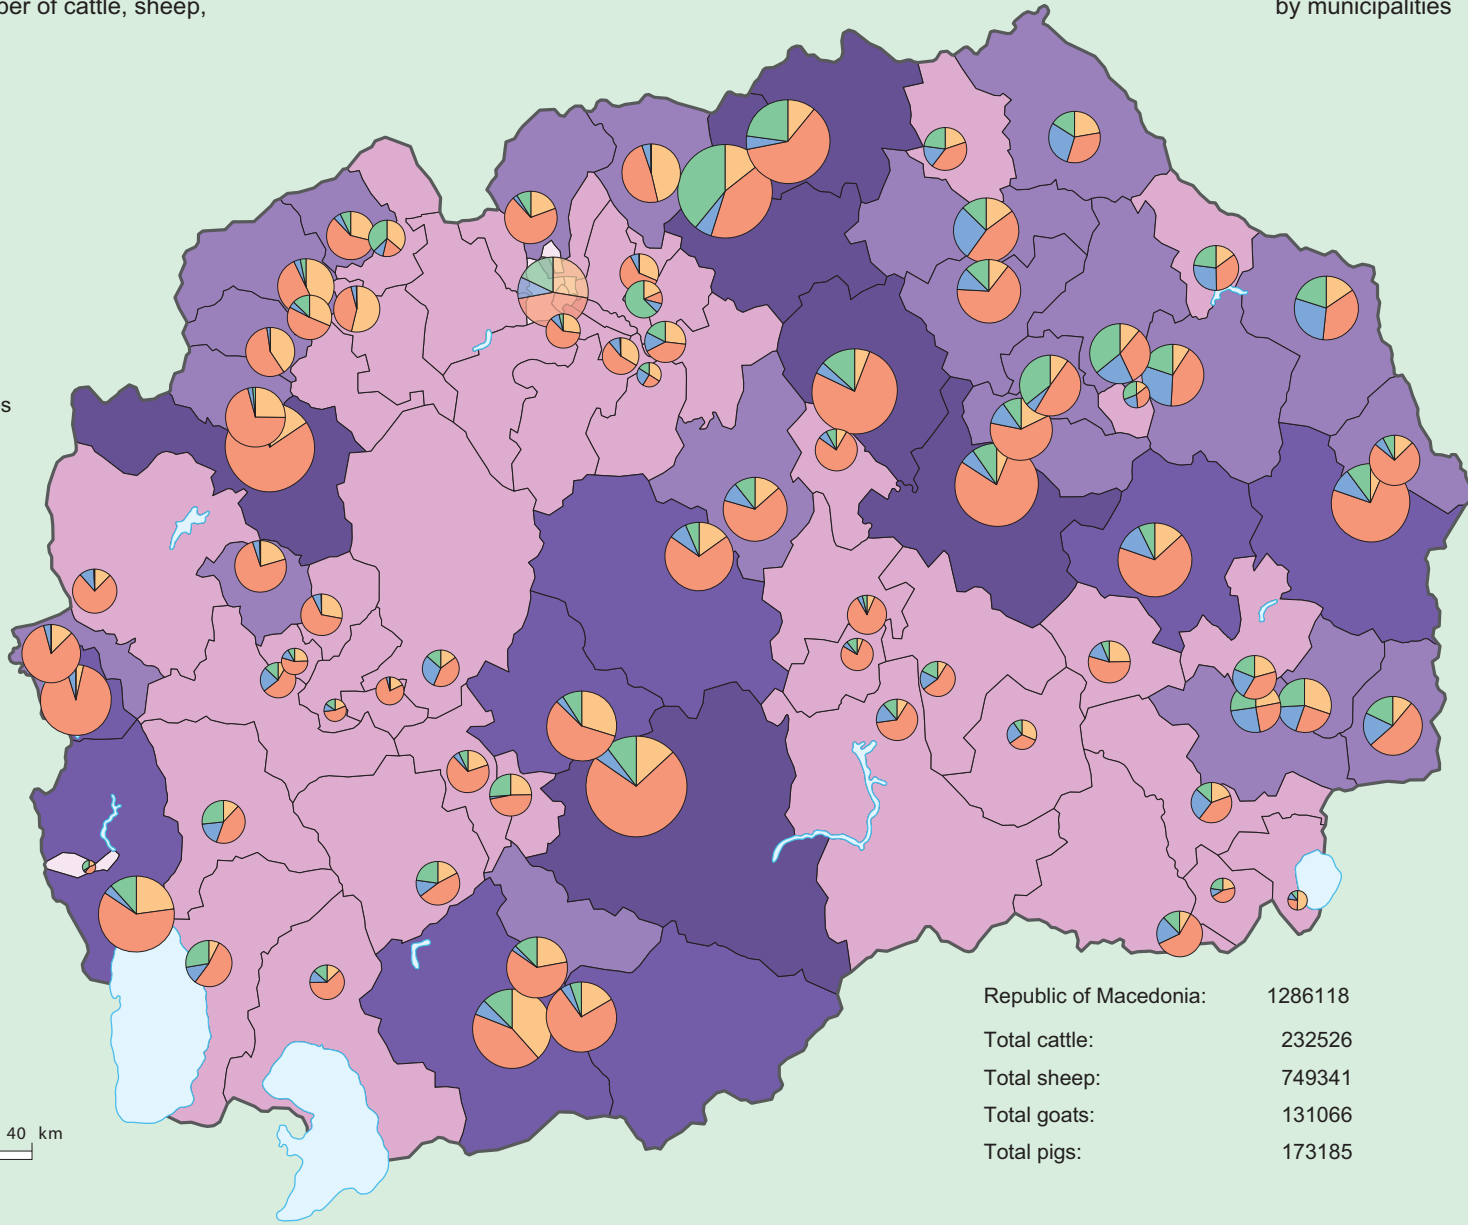 per of cattle, sheep,
by municipalities
s
Republic of Macedonia: 1286118
Total cattle: 232526
Total sheep: 749341
Total goats: 131066
Total pigs: 173185
40 km